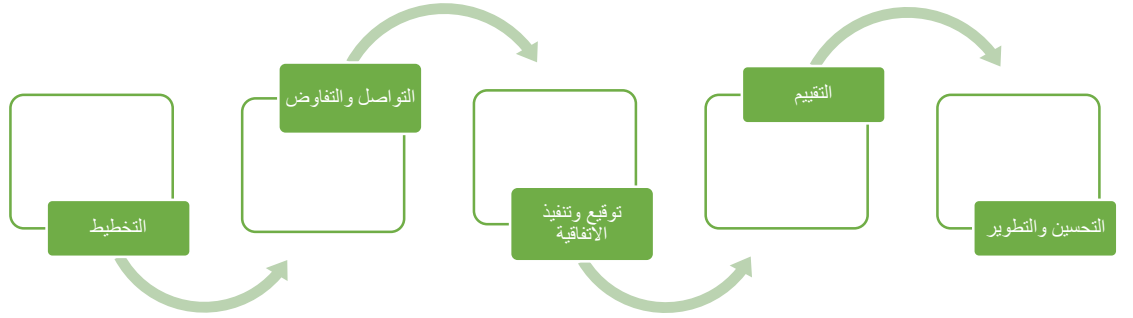 التخطيط
التواصل والتفاوض
توقيع وتنفيذ
الاتفاقية
التقييم
التحسين والتطوير